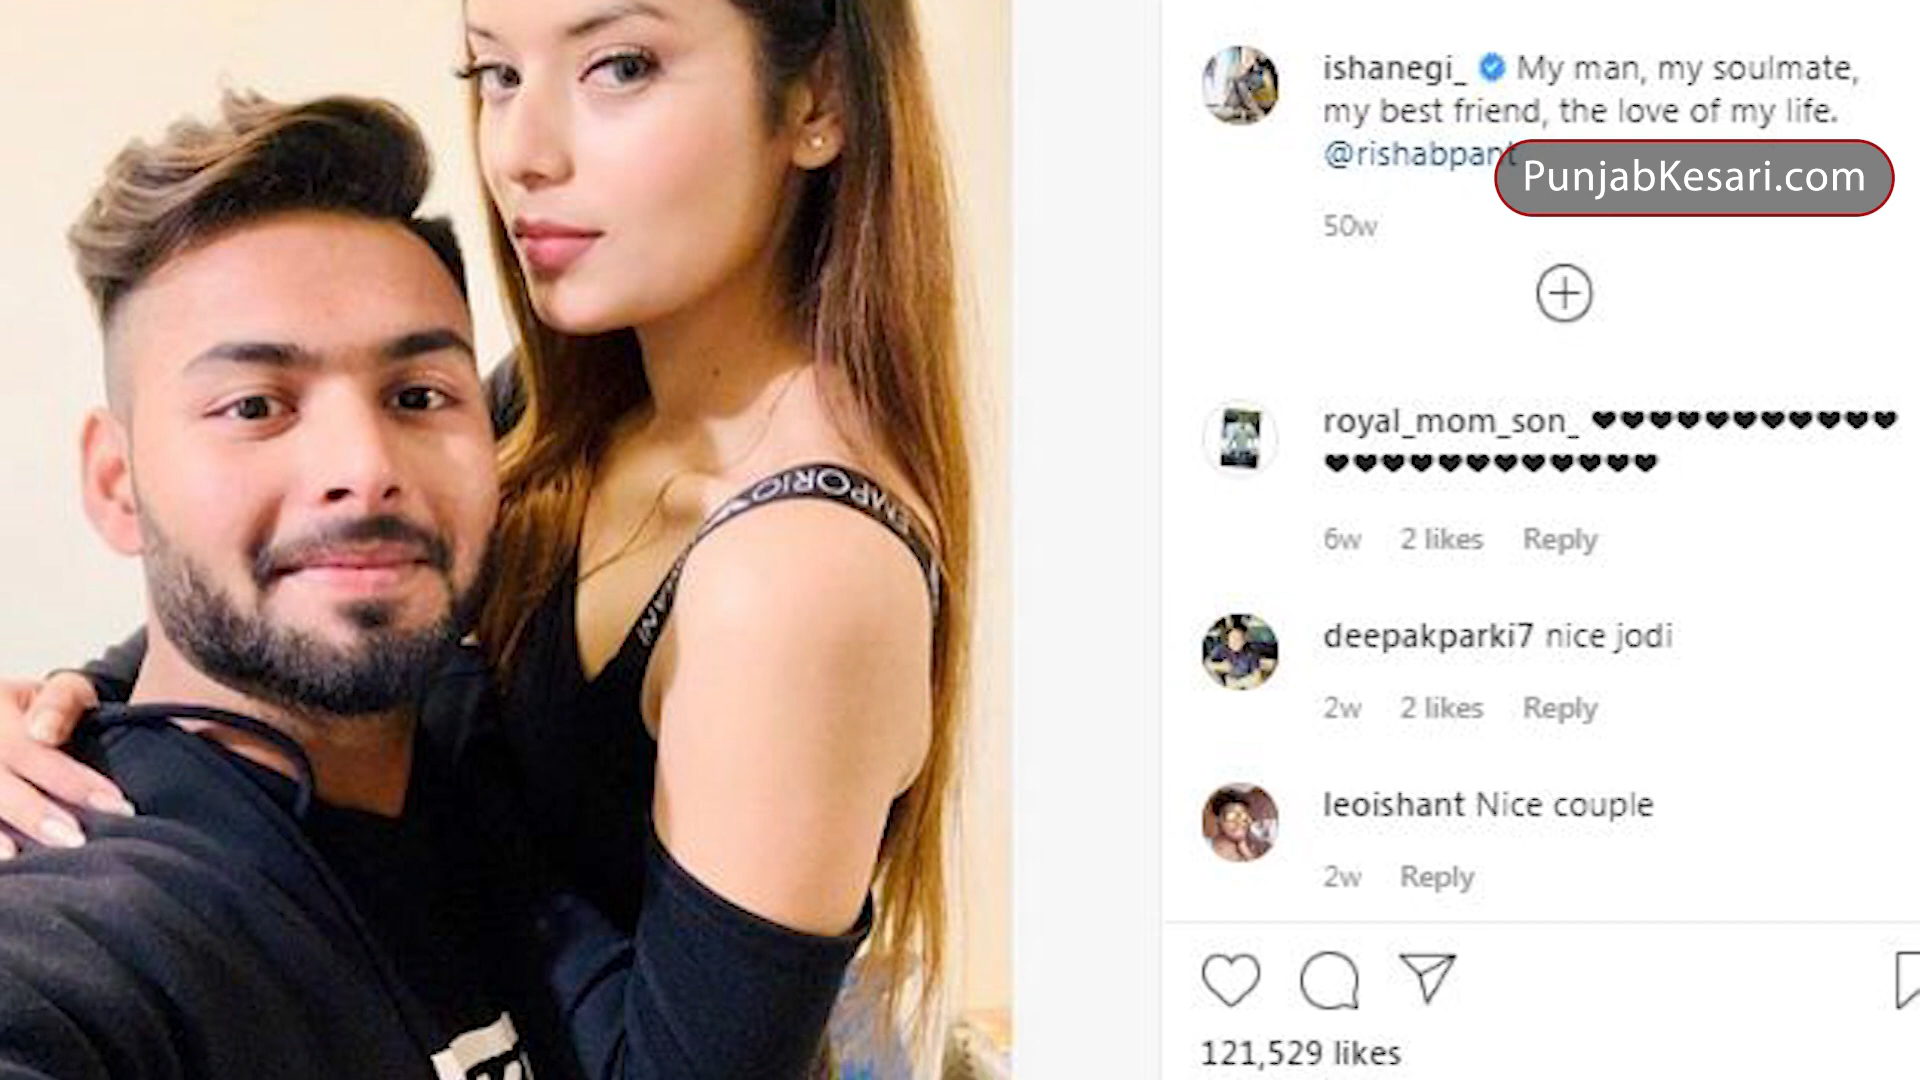 ishanegi_ My man, my soulmate,
my best friend, the love of my life.
@rishabpant
PunjabKesari.com
50w
royal_mom_son_ 🖤🖤🖤🖤🖤🖤🖤🖤🖤🖤🖤
🖤🖤🖤🖤🖤🖤🖤🖤🖤🖤🖤🖤
6w 2 likes Reply
deepakparki7 nice jodi
2w 2 likes Reply
leoishant Nice couple
2w Reply
121,529 likes
EMPORIO